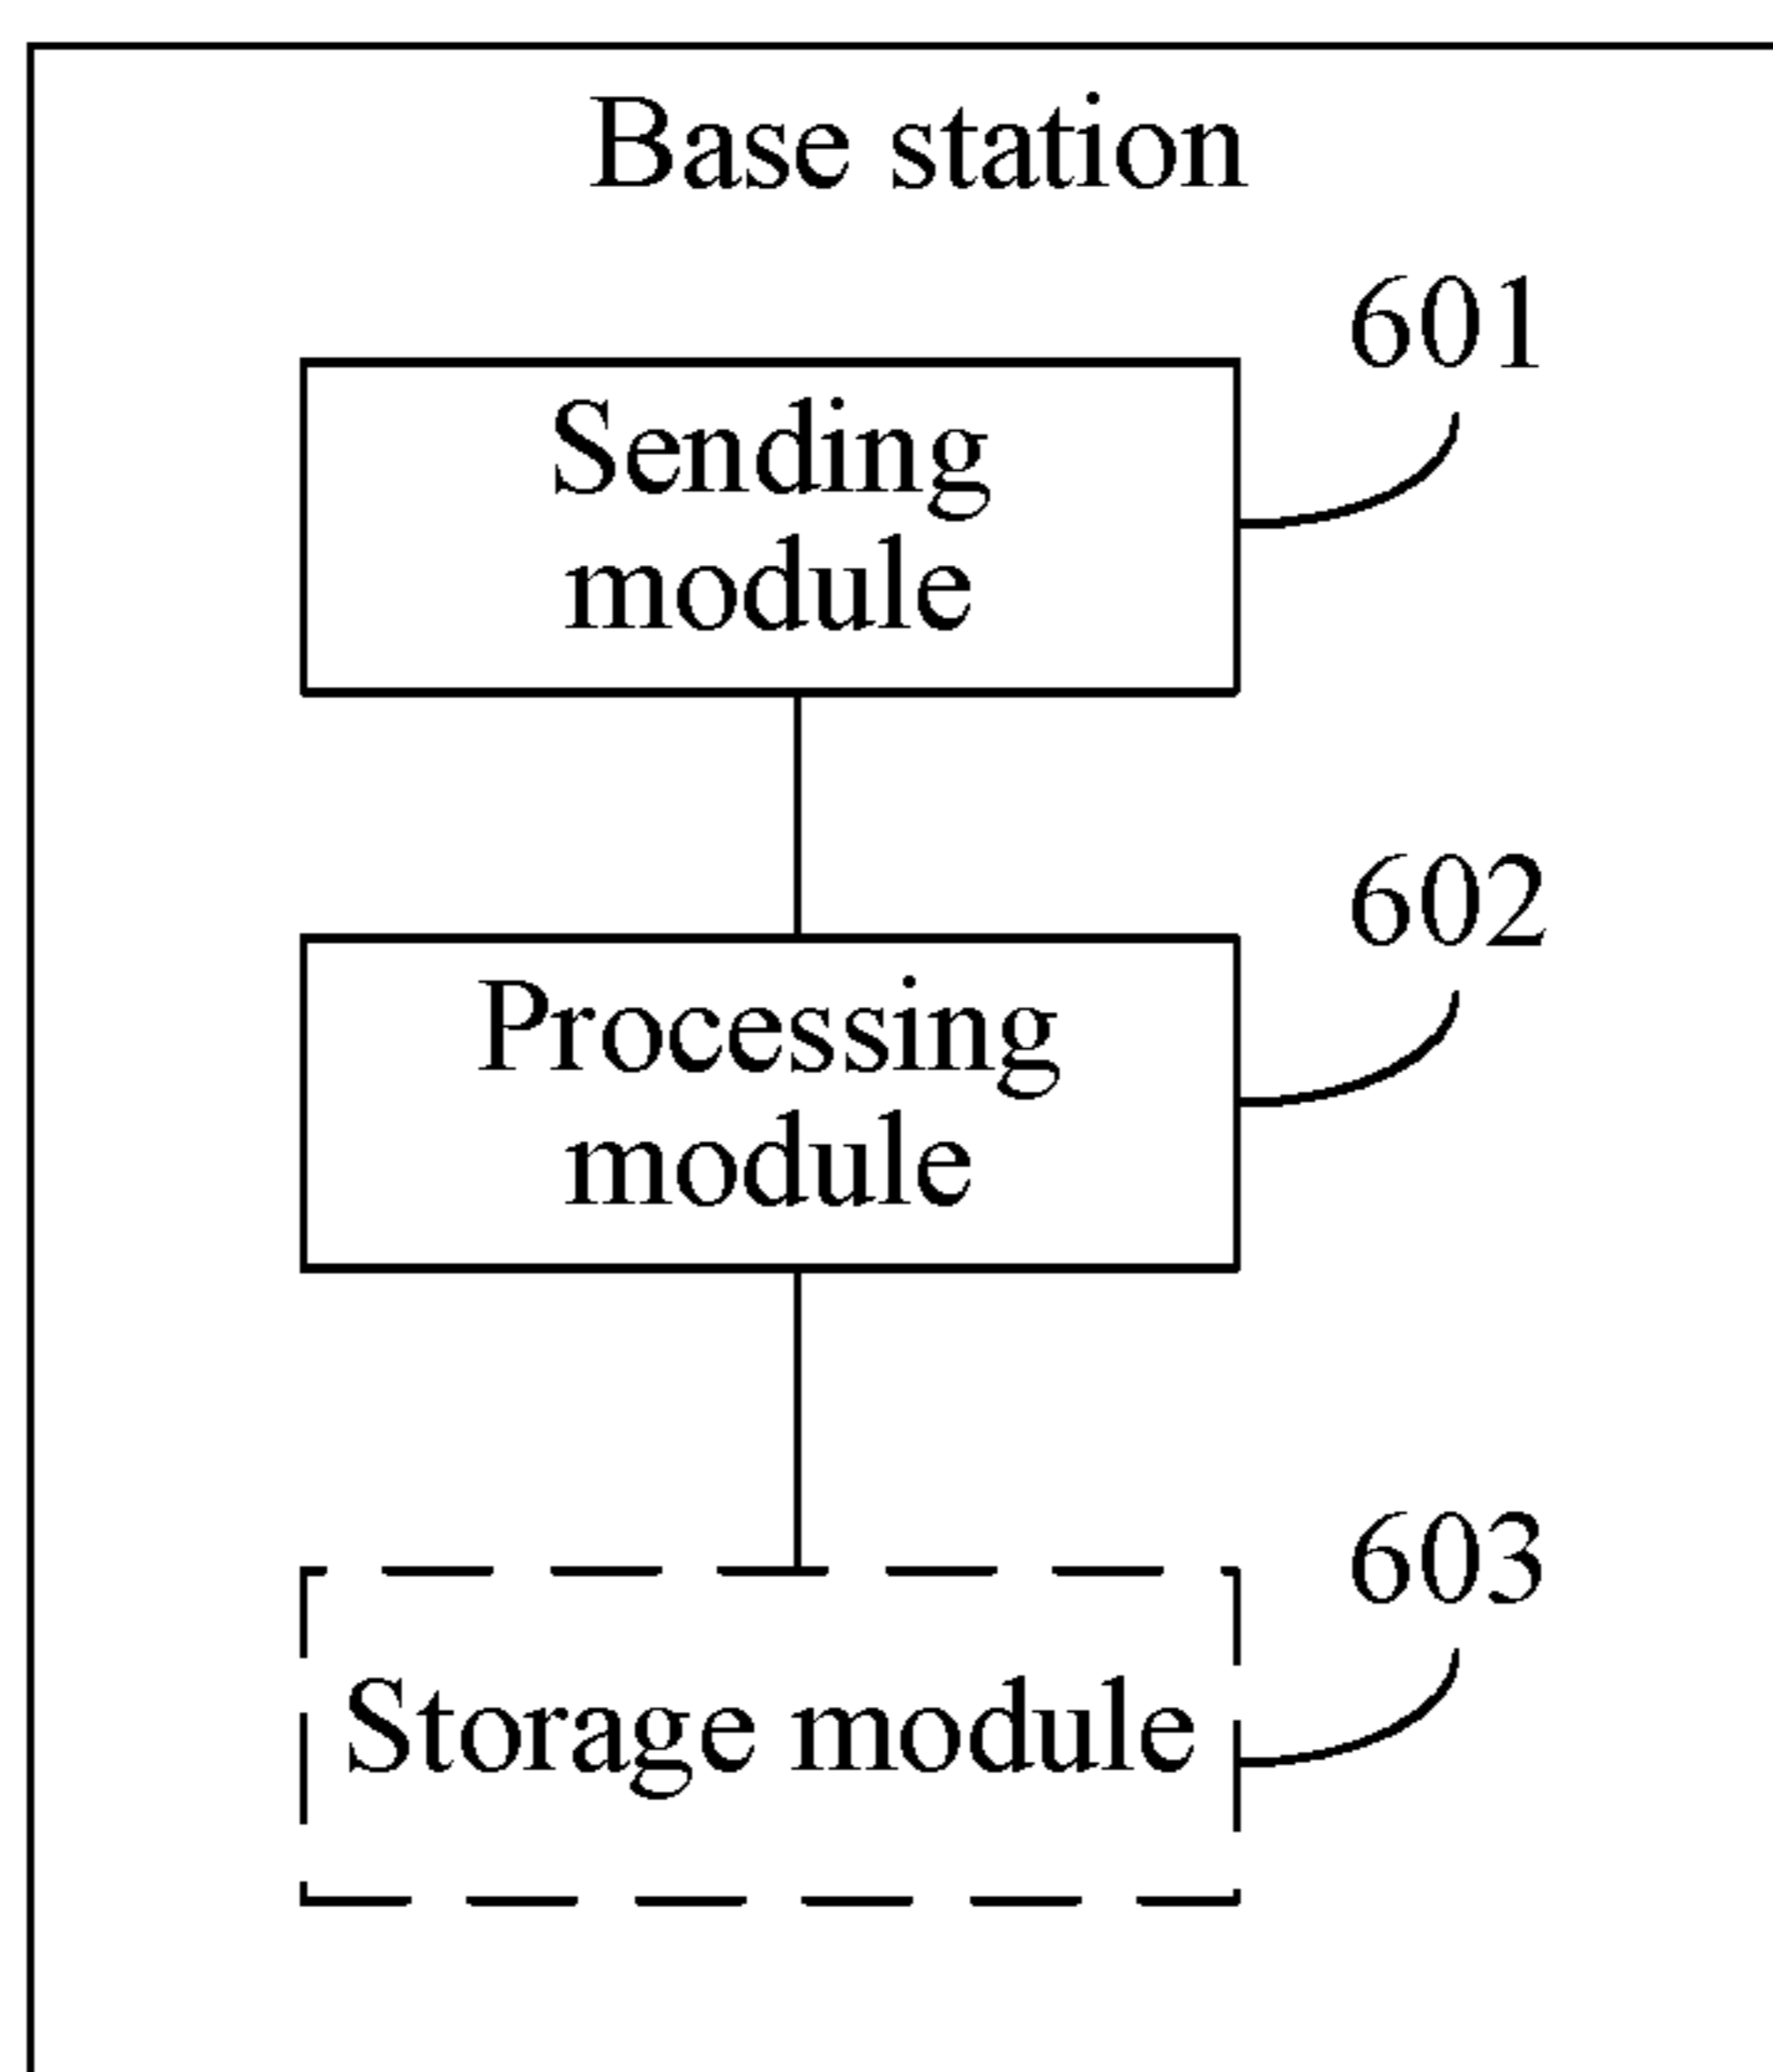 Base station
601
Sending
module
602
Processing
module
603
Storage module